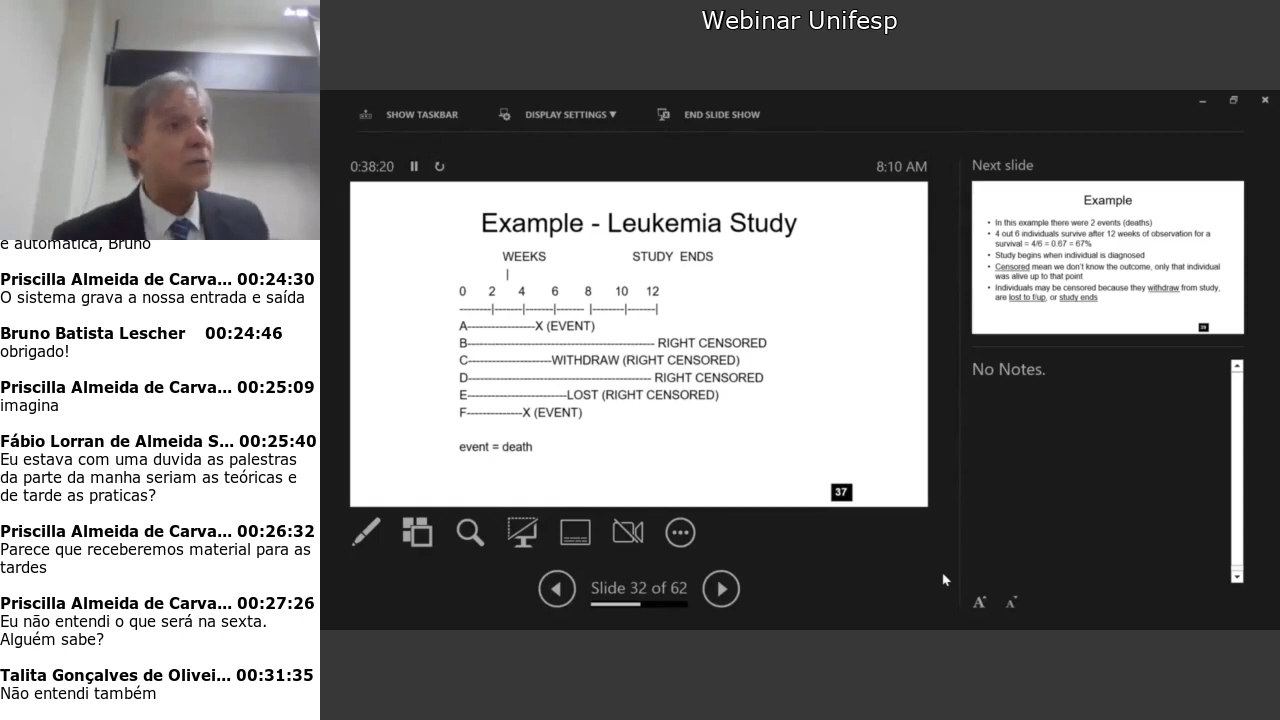 Webinar Unifesp
e automática, Bruno
Priscilla Almeida de Carva... 00:24:30
O sistema grava a nossa entrada e saída
Bruno Batista Lescher 00:24:46
obrigado!
Priscilla Almeida de Carva... 00:25:09
imagina
Fábio Lorran de Almeida S... 00:25:40
Eu estava com uma duvida as palestras
da parte da manha seriam as teóricas e
de tarde as praticas?
Priscilla Almeida de Carva... 00:26:32
Parece que receberemos material para as
tardes
Priscilla Almeida de Carva... 00:27:26
Eu não entendi o que será na sexta.
Alguém sabe?
Talita Gonçalves de Olivei... 00:31:35
Não entendi também
SHOW TASKBAR DISPLAY SETTINGS ▼ END SLIDE SHOW
0:38:20 8:10 AM
Example - Leukemia Study
WEEKS STUDY ENDS
|
0 2 4 6 8 10 12
--------|-------|-------|------- |--------|-------|
A-----------------X (EVENT)
B----------------------------------------------- RIGHT CENSORED
C---------------------WITHDRAW (RIGHT CENSORED)
D---------------------------------------------- RIGHT CENSORED
E-------------------------LOST (RIGHT CENSORED)
F--------------X (EVENT)
event = death
37
Slide 32 of 62
Next slide
Example
• In this example there were 2 events (deaths)
• 4 out 6 individuals survive after 12 weeks of observation for a
survival = 4/6 = 0.67 = 67%
• Study begins when individual is diagnosed
• Censored mean we don't know the outcome, only that individual
was alive up to that point
• Individuals may be censored because they withdraw from study,
are lost to f/up, or study ends
No Notes.
A A